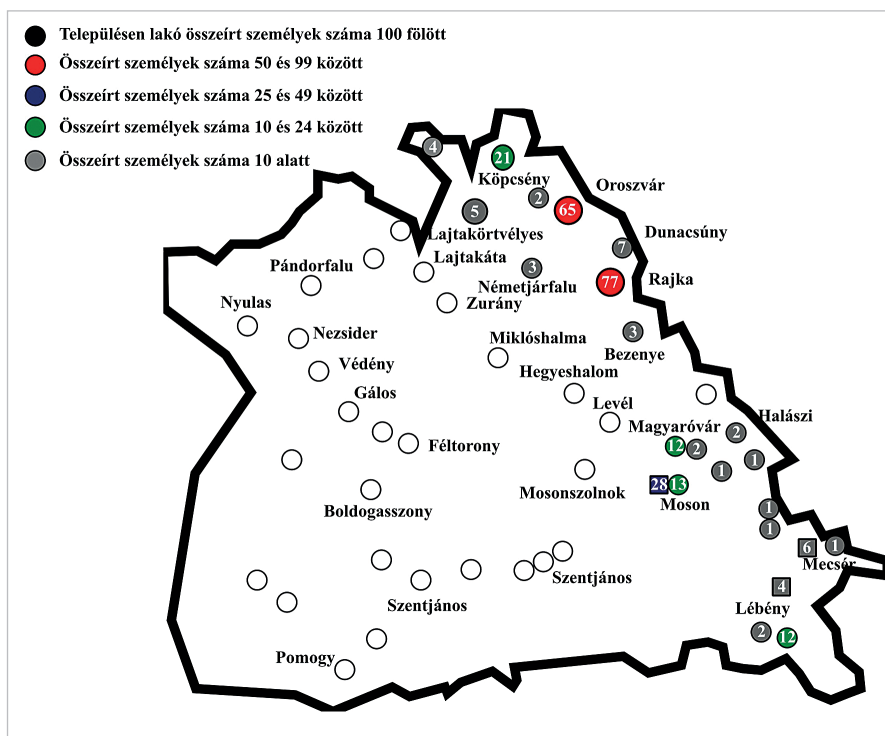 Településen lakó összeírt személyek száma 100 fölött
Összeírt személyek száma 50 és 99 között
Összeírt személyek száma 25 és 49 között
Összeírt személyek száma 10 és 24 között
Összeírt személyek száma 10 alatt
4
21
Köpcsény
2
65
Oroszvár
5
Lajtakörtvélyes
7
Dunacsúny
Lajtakáta
Pándorfalu
3
Németjárfalu
77
Rajka
Zurány
Nyulas
Nezsider
Miklóshalma
3
Bezenye
Védény
Hegyeshalom
Gálos
Levél
Halászi
Magyaróvár
2
12
2
Féltorony
1
1
Mosonszolnok
28
13
Moson
Boldogasszony
1
1
6
1
Mecsér
Szentjános
4
Szentjános
Lébény
2
12
Pomogy